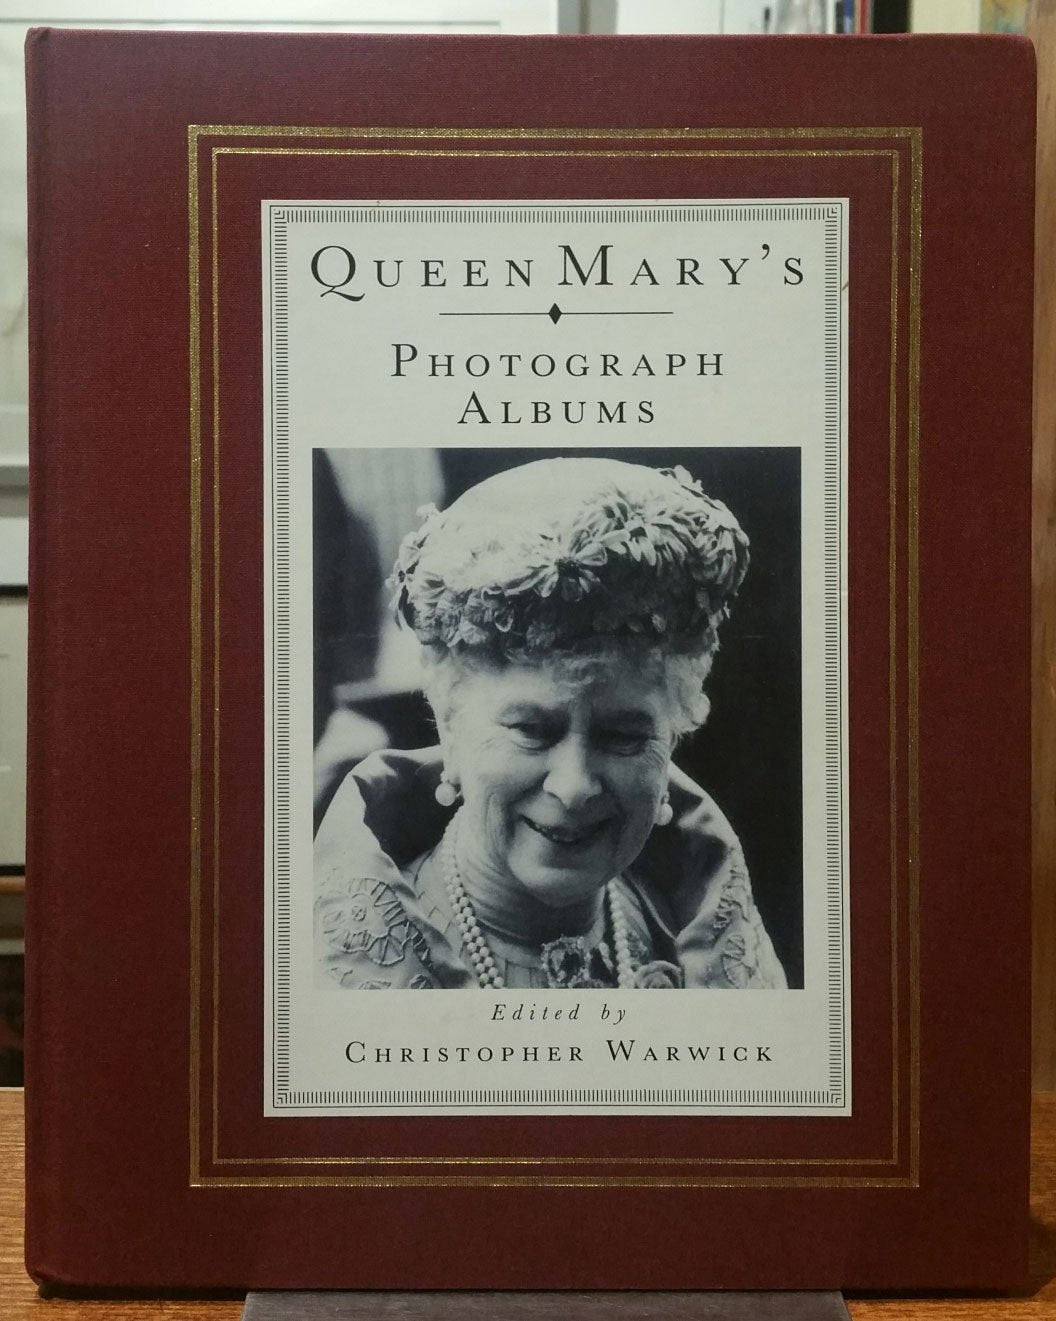 QUEEN MARY'S
PHOTOGRAPH
ALBUMS
Edited by
CHRISTOPHER WARWICK